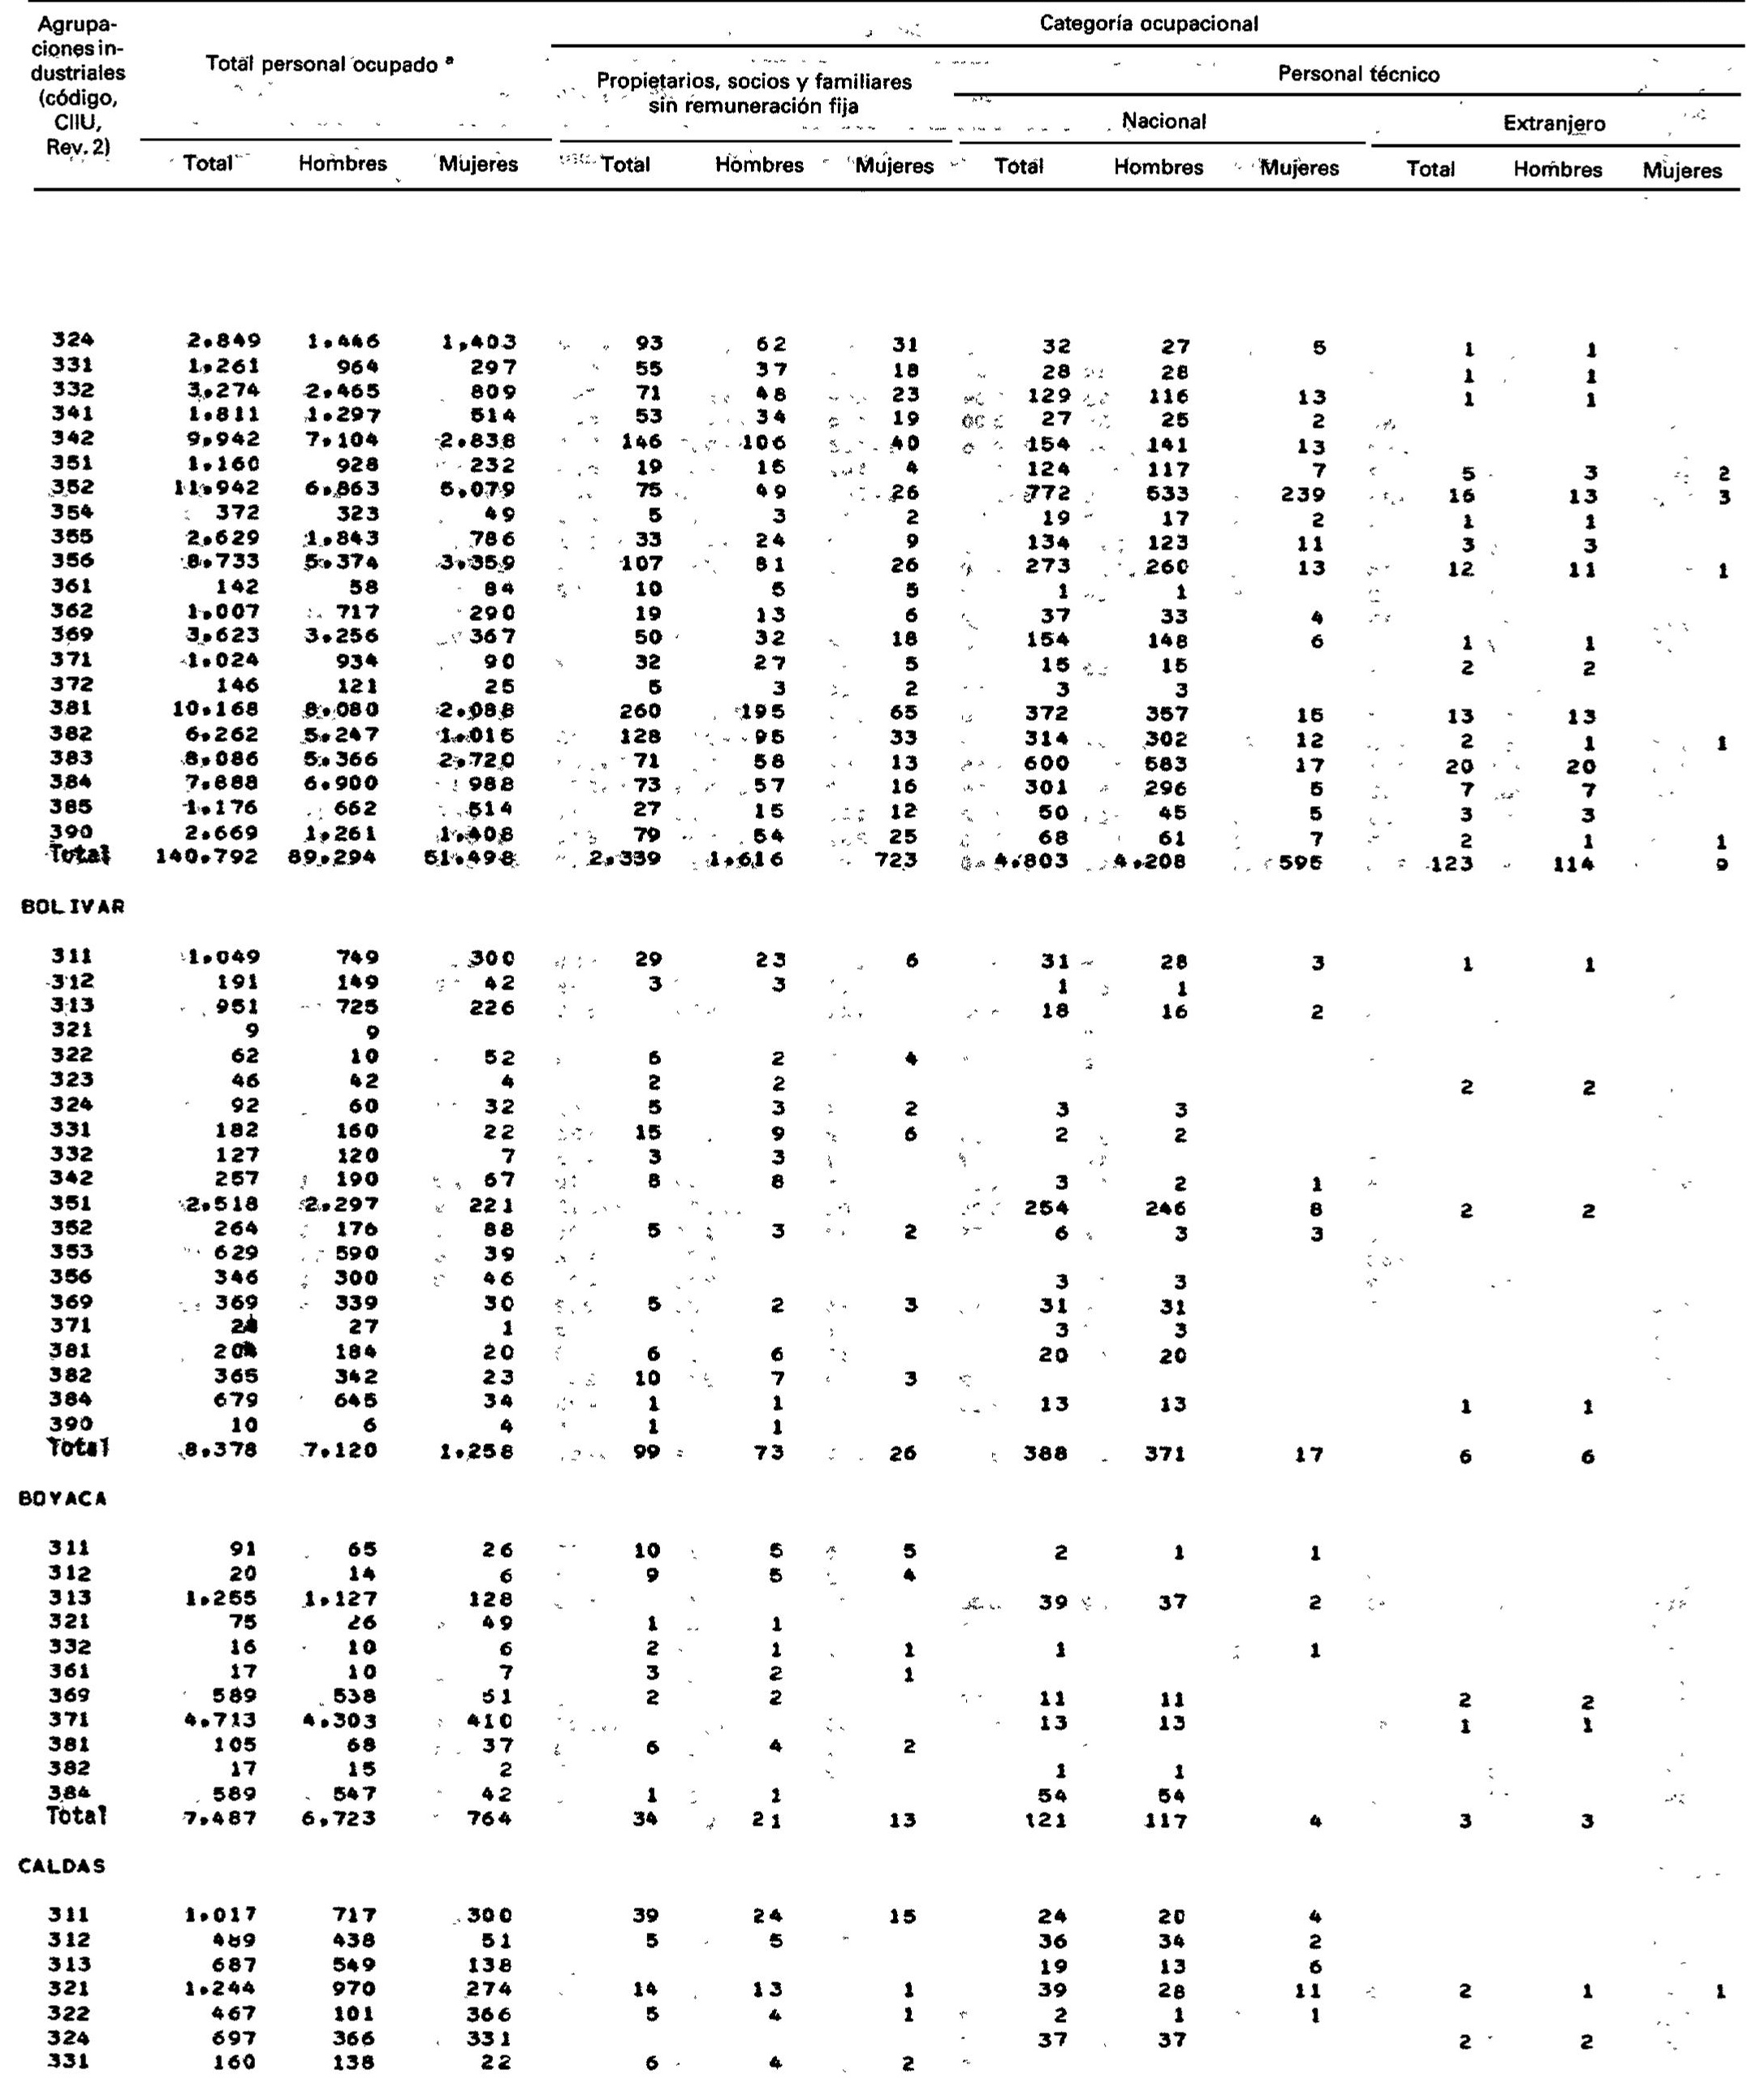 Agrupa-
ciones in-
dustriales
(código,
CIIU,
Rev. 2)
Total personal ocupado ª
Categoría ocupacional
Propietarios, socios y familiares
sin remuneración fija
Personal técnico
Nacional Extranjero
Total Hombres Mujeres Total Hombres Mujeres Total Hombres Mujeres Total Hombres Mujeres
324 2.849 1.446 1,403 93 62 31 32 27 5 1 1
331 1.261 964 297 55 37 18 28 28 1 1
332 3.274 2.465 809 71 48 23 129 116 13 1 1
341 1.811 1.297 514 53 34 19 27 25 2
342 9.942 7.104 2.838 146 106 40 154 141 13
351 1.160 928 232 19 15 4 124 117 7 5 3 2
352 11.942 6.863 5.079 75 49 26 772 533 239 16 13 3
354 372 323 49 5 3 2 19 17 2 1 1
355 2.629 1.843 786 33 24 9 134 123 11 3 3
356 8.733 5.374 3.359 107 81 26 273 260 13 12 11 1
361 142 58 84 10 5 5 1 1
362 1.007 717 290 19 13 6 37 33 4
369 3.623 3.256 367 50 32 18 154 148 6 1 1
371 1.024 934 90 32 27 5 15 15 2 2
372 146 121 25 5 3 2 3 3
381 10.168 8.080 2.088 260 195 65 372 357 15 13 13
382 6.262 5.247 1.015 128 95 33 314 302 12 2 1 1
383 8.086 5.366 2.720 71 58 13 600 583 17 20 20
384 7.888 6.900 988 73 57 16 301 296 5 7 7
385 1.176 662 514 27 15 12 50 45 5 3 3
390 2.669 1.261 1.408 79 54 25 68 61 7 2 1 1
Total 140.792 89.294 51.498 2.339 1.616 723 4.803 4.208 595 123 114 9
BOLIVAR
311 1.049 749 300 29 23 6 31 28 3 1 1
312 191 149 42 3 3 1 1
313 951 725 226 18 16 2
321 9 9
322 62 10 52 6 2 4
323 46 42 4 2 2 2 2
324 92 60 32 5 3 2 3 3
331 182 160 22 15 9 6 2 2
332 127 120 7 3 3
342 257 190 67 8 8 3 2 1
351 2.518 2.297 221 254 246 8 2 2
352 264 176 88 5 3 2 6 3 3
353 629 590 39
356 346 300 46 3 3
369 369 339 30 5 2 3 31 31
371 28 27 1 3 3
381 204 184 20 6 6 20 20
382 365 342 23 10 7 3
384 679 645 34 1 1 13 13 1 1
390 10 6 4 1 1
Total 8.378 7.120 1.258 99 73 26 388 371 17 6 6
BOYACA
311 91 65 26 10 5 5 2 1 1
312 20 14 6 9 5 4
313 1.255 1.127 128 39 37 2
321 75 26 49 1 1
332 16 10 6 2 1 1 1 1
361 17 10 7 3 2 1
369 589 538 51 2 2 11 11 2 2
371 4.713 4.303 410 13 13 1 1
381 105 68 37 6 4 2
382 17 15 2 1 1
384 589 547 42 1 1 54 54
Total 7.487 6.723 764 34 21 13 121 117 4 3 3
CALDAS
311 1.017 717 300 39 24 15 24 20 4
312 489 438 51 5 5 36 34 2
313 687 549 138 19 13 6
321 1.244 970 274 14 13 1 39 28 11 2 1 1
322 467 101 366 5 4 1 2 1 1
324 697 366 331 37 37 2 2
331 160 138 22 6 4 2